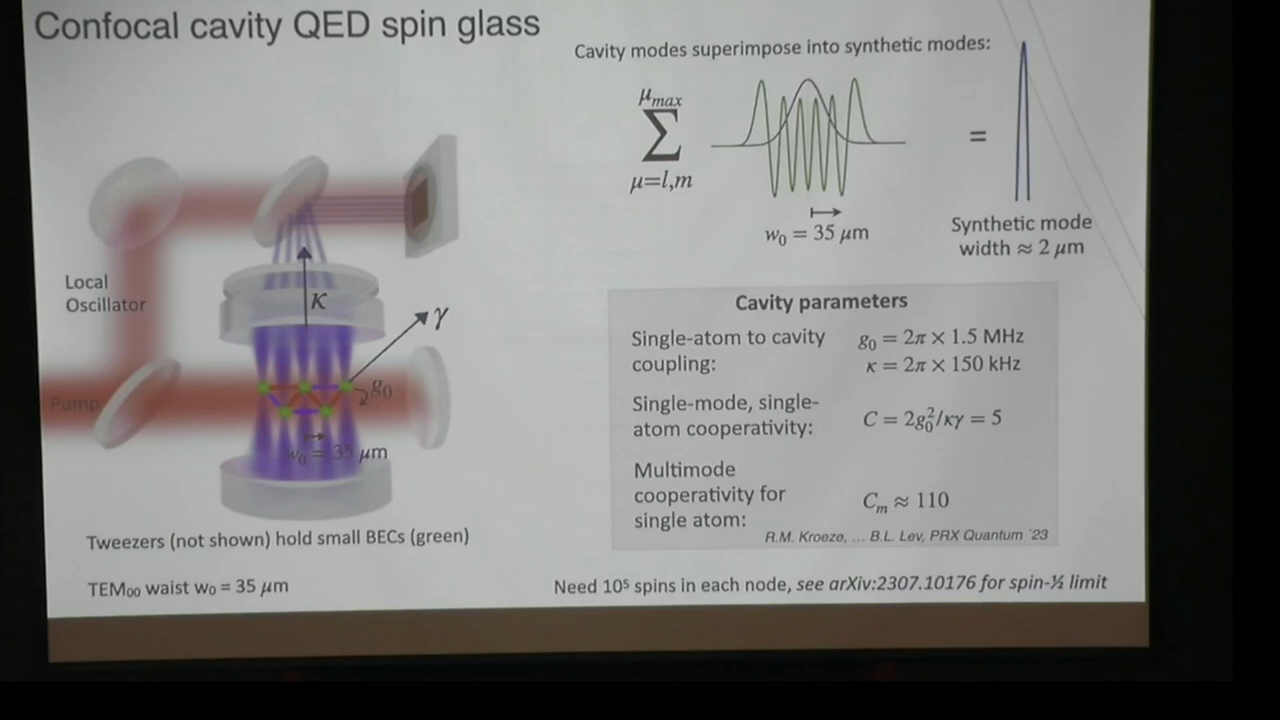 Confocal cavity QED spin glass
Cavity modes superimpose into synthetic modes:
μmax
∑
μ=l,m
=
w₀ = 35 μm
Synthetic mode
width ≈ 2 μm
Local
Oscillator
κ
γ
g₀
Pump
w₀ = 35 μm
Tweezers (not shown) hold small BECs (green)
TEM₀₀ waist w₀ = 35 μm
Cavity parameters
Single-atom to cavity
coupling:
g₀ = 2π × 1.5 MHz
κ = 2π × 150 kHz
Single-mode, single-
atom cooperativity:
C = 2g₀²/κγ = 5
Multimode
cooperativity for
single atom:
Cₘ ≈ 110
R.M. Kroeze, ... B.L. Lev, PRX Quantum `23
Need 10⁵ spins in each node, see arXiv:2307.10176 for spin-½ limit